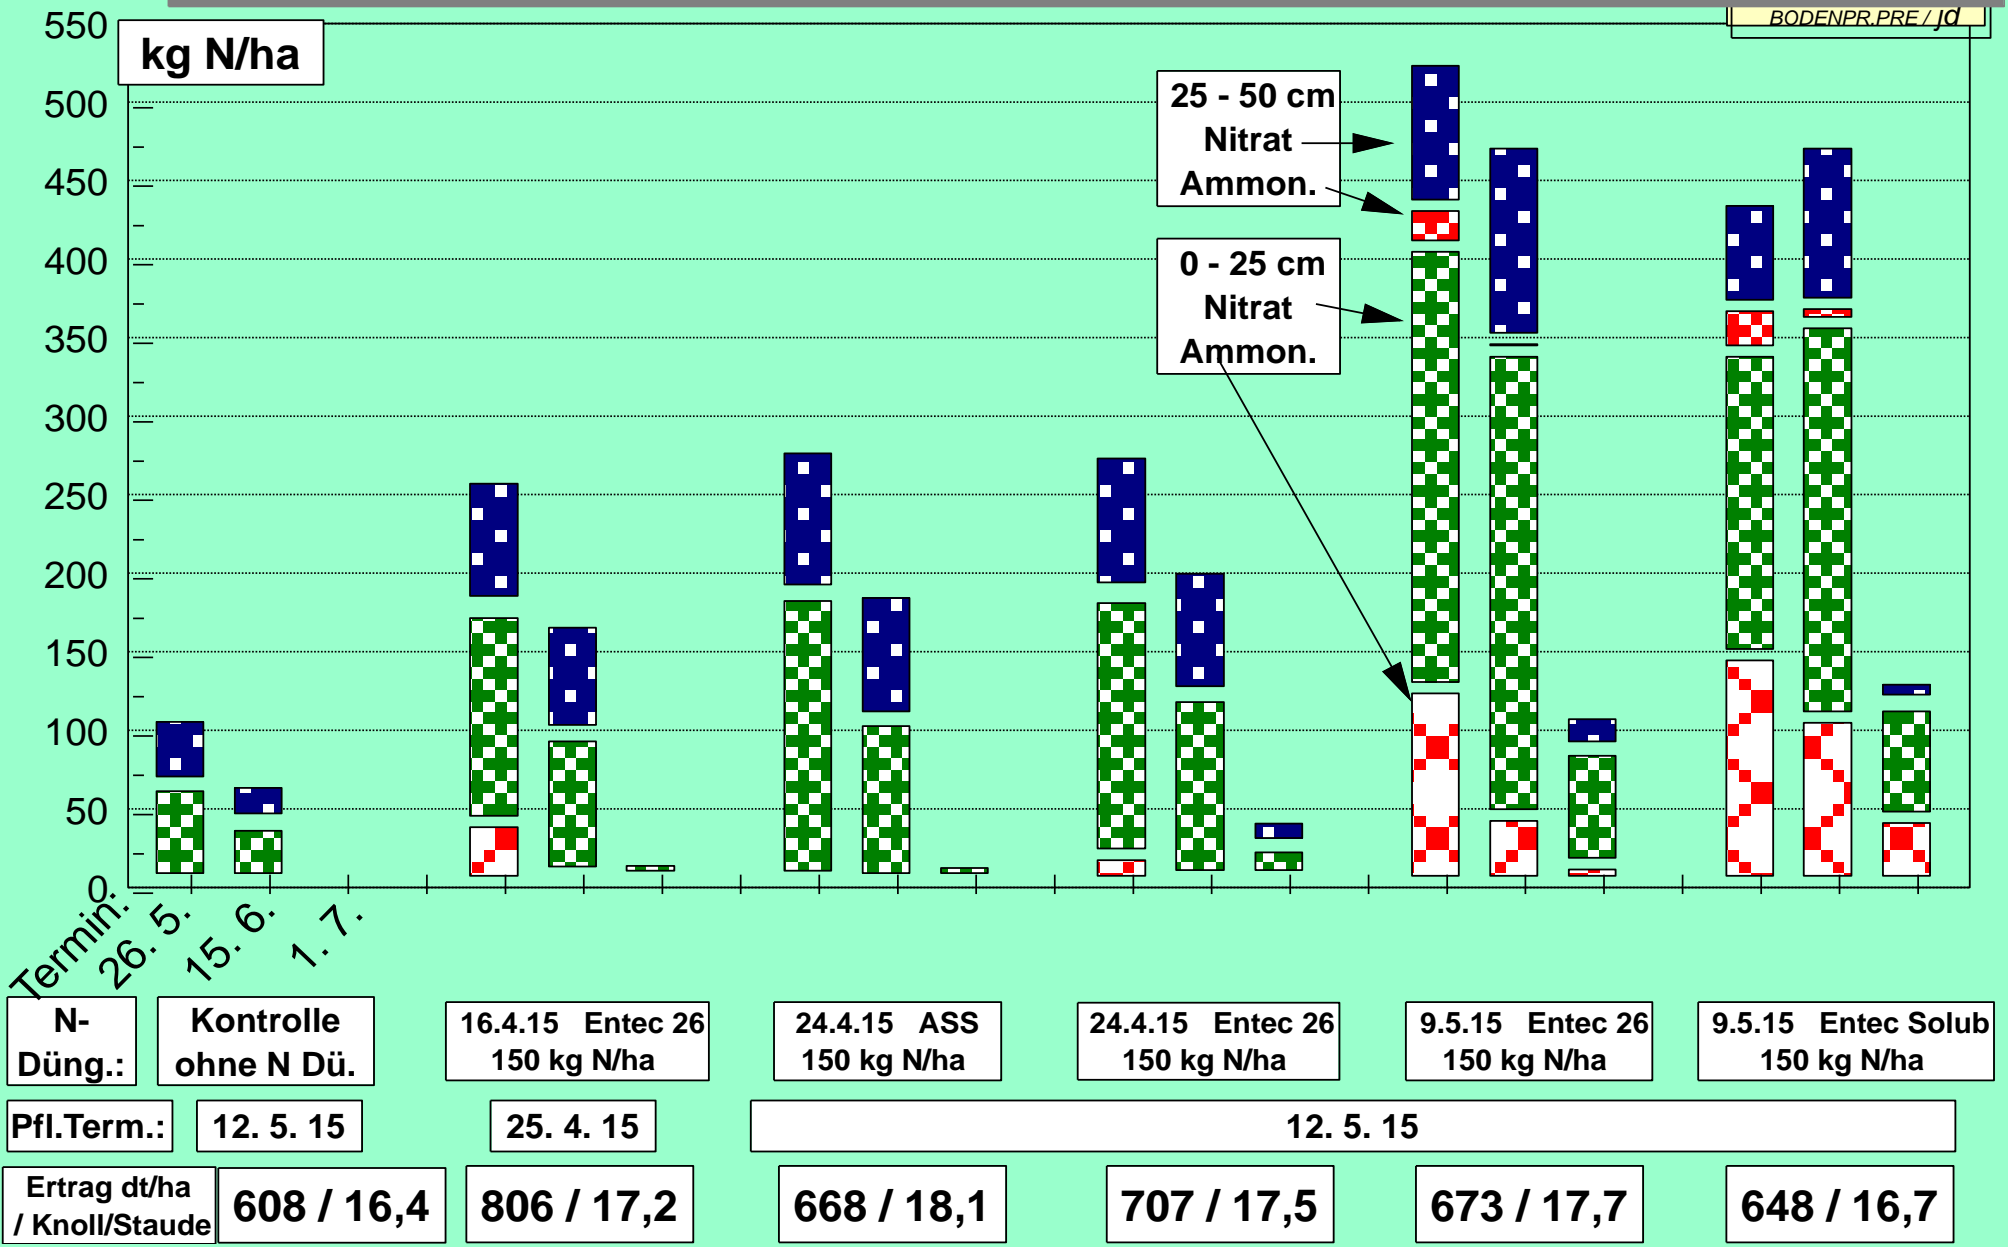 BODENPR.PRE / jd
550
kg N/ha
500
450
400
350
300
250
200
150
100
50
0
25 - 50 cm
Nitrat
Ammon.
0 - 25 cm
Nitrat
Ammon.
Termin:
26. 5.
15. 6.
1. 7.
N-
Düng.:
Kontrolle
ohne N Dü.
16.4.15 Entec 26
150 kg N/ha
24.4.15 ASS
150 kg N/ha
24.4.15 Entec 26
150 kg N/ha
9.5.15 Entec 26
150 kg N/ha
9.5.15 Entec Solub
150 kg N/ha
Pfl.Term.:
12. 5. 15
25. 4. 15
12. 5. 15
Ertrag dt/ha
/ Knoll/Staude
608 / 16,4
806 / 17,2
668 / 18,1
707 / 17,5
673 / 17,7
648 / 16,7